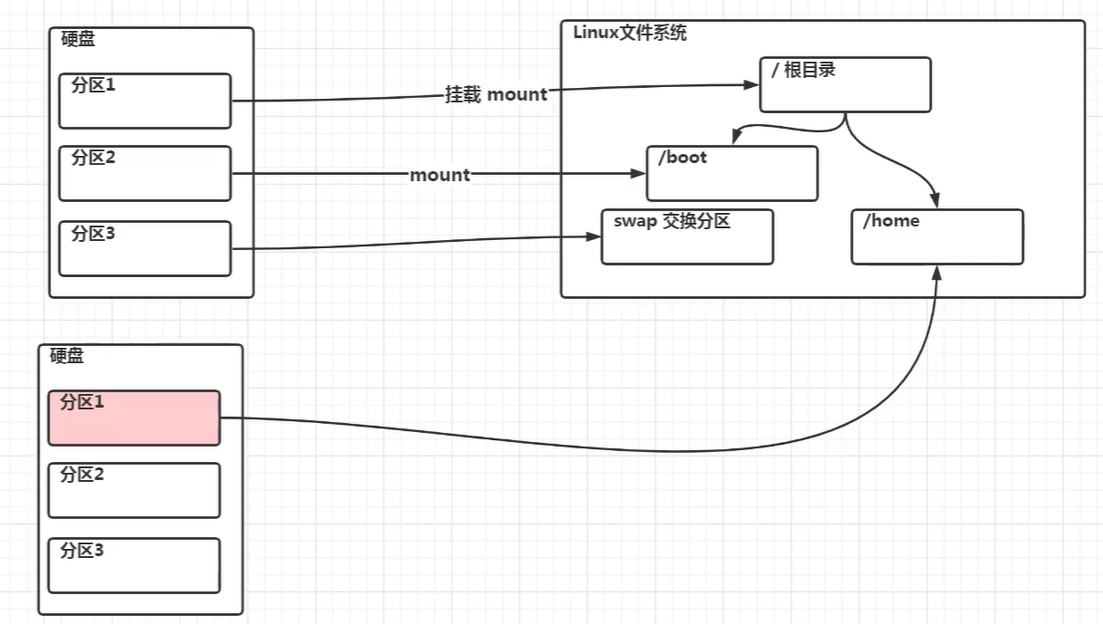 硬盘
分区1
分区2
分区3
挂载 mount
mount
Linux文件系统
/ 根目录
/boot
swap 交换分区
/home
硬盘
分区1
分区2
分区3